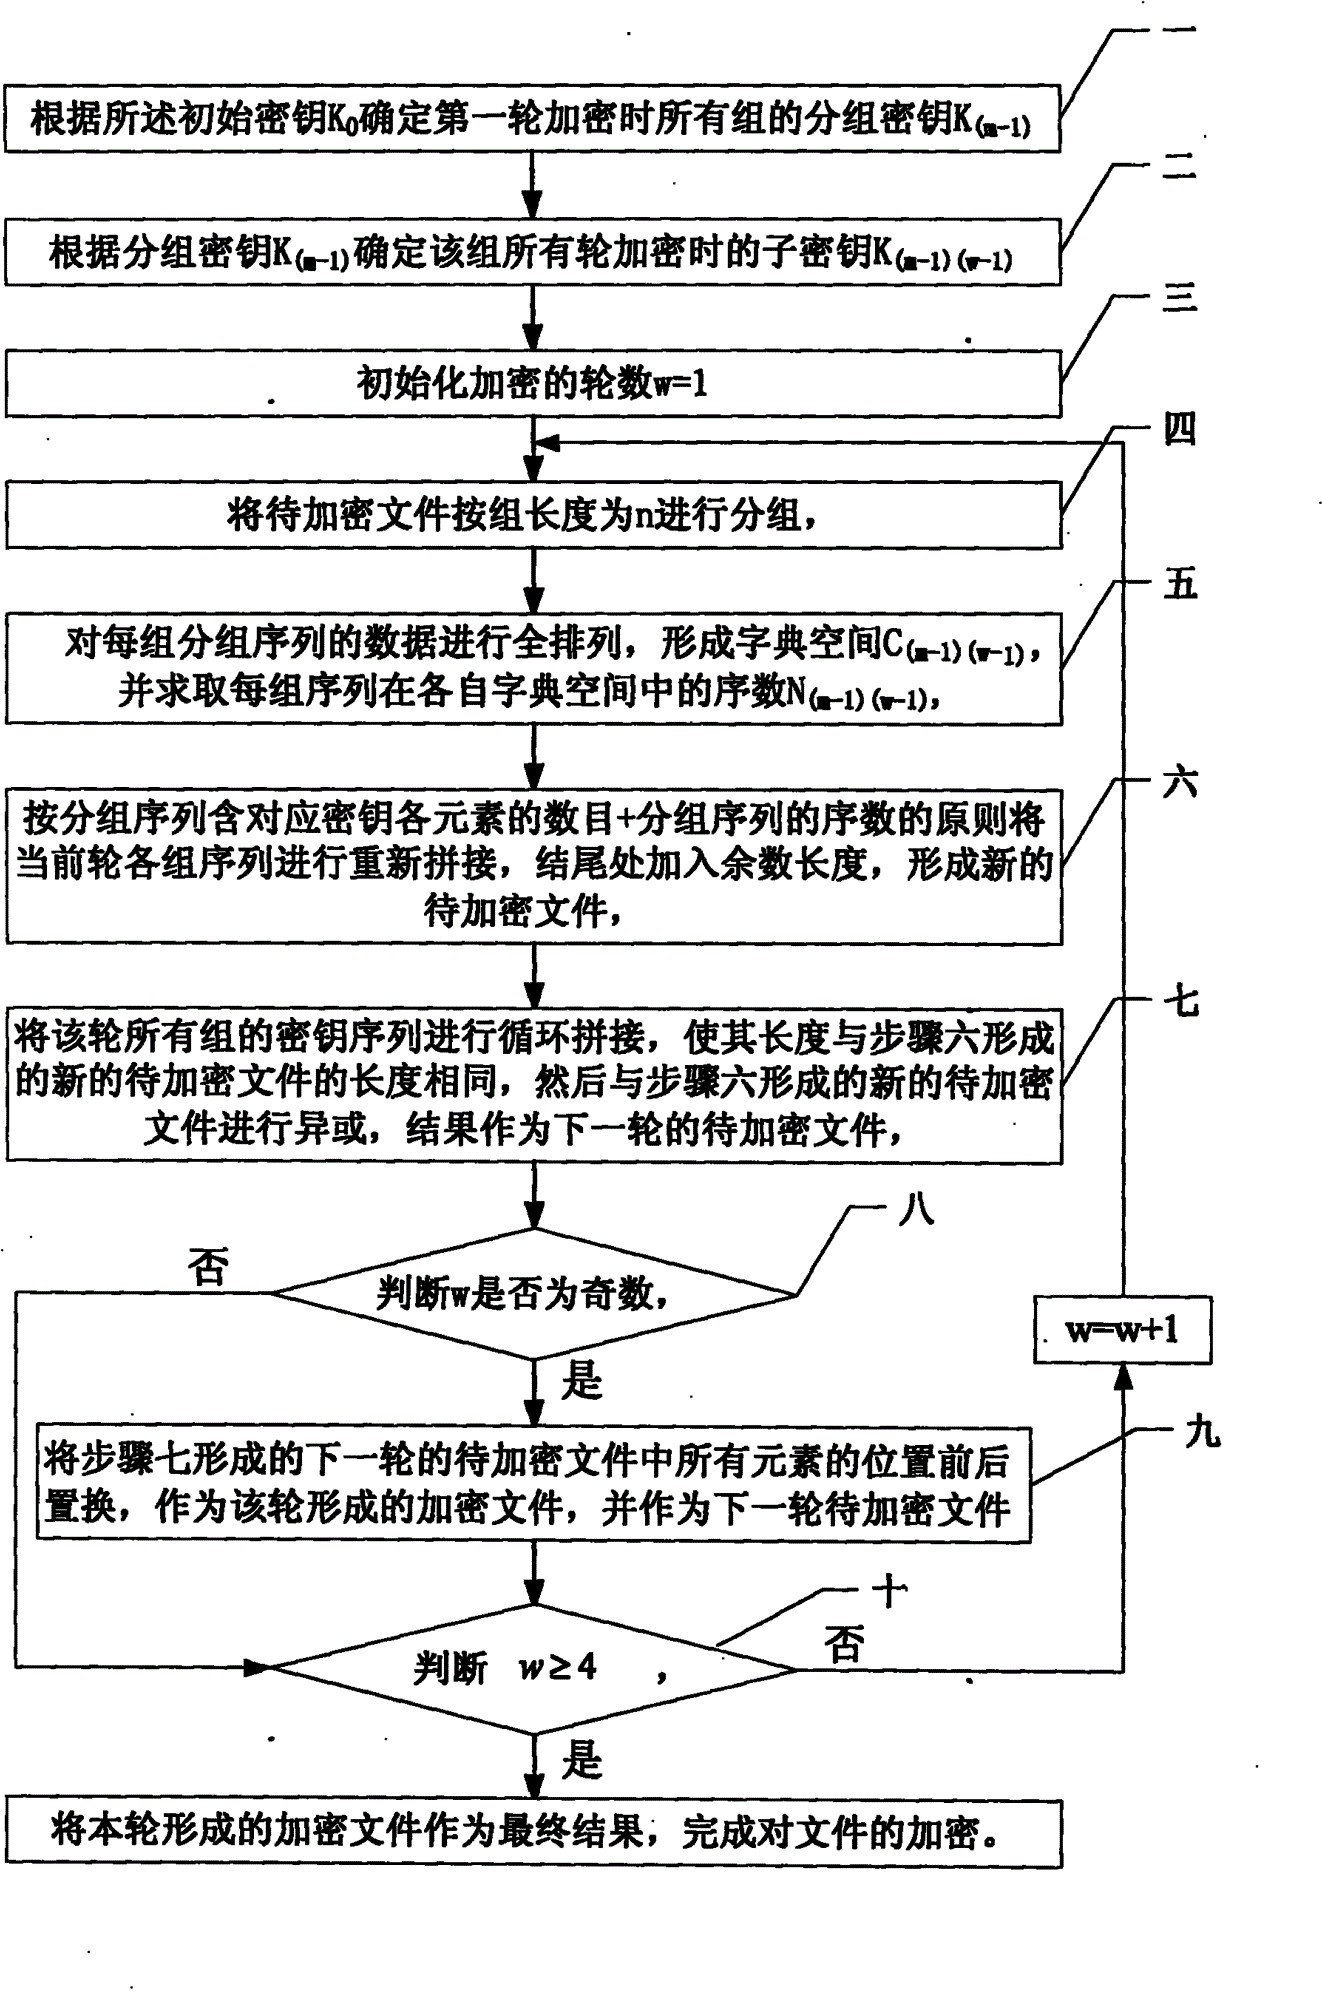 一
根据所述初始密钥K0确定第一轮加密时所有组的分组密钥K(m-1)
二
根据分组密钥K(m-1)确定该组所有轮加密时的子密钥K(m-1)(w-1)
三
初始化加密的轮数w=1
四
将待加密文件按组长度为n进行分组,
五
对每组分组序列的数据进行全排列，形成字典空间C(m-1)(w-1),
并求取每组序列在各自字典空间中的序数N(m-1)(w-1),
六
按分组序列含对应密钥各元素的数目+分组序列的序数的原则将
当前轮各组序列进行重新拼接，结尾处加入余数长度，形成新的
待加密文件,
七
将该轮所有组的密钥序列进行循环拼接，使其长度与步骤六形成
的新的待加密文件的长度相同，然后与步骤六形成的新的待加密
文件进行异或，结果作为下一轮的待加密文件,
八
否
判断w是否为奇数,
w=w+1
是
九
将步骤七形成的下一轮的待加密文件中所有元素的位置前后
置换，作为该轮形成的加密文件，并作为下一轮待加密文件
十
否
判断 w≥4 ,
是
将本轮形成的加密文件作为最终结果，完成对文件的加密。